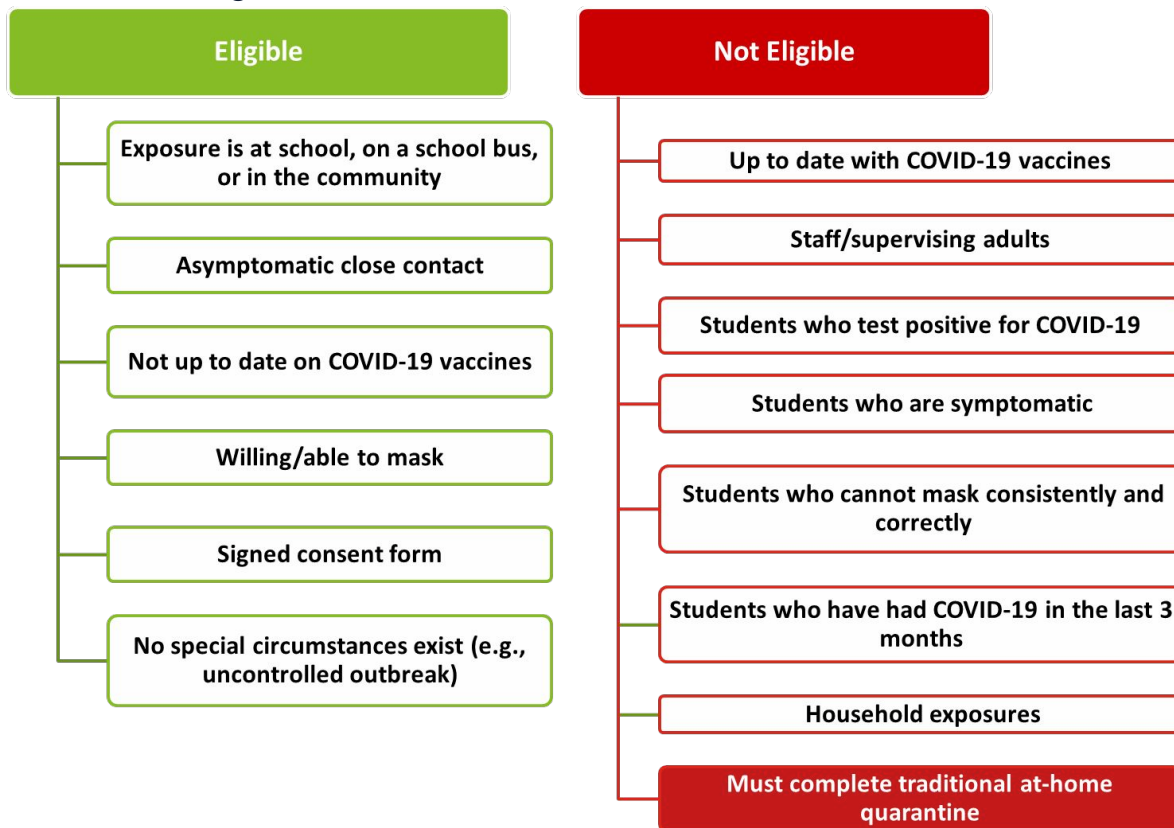 Eligible
Exposure is at school, on a school bus,
or in the community
Asymptomatic close contact
Not up to date on COVID-19 vaccines
Willing/able to mask
Signed consent form
No special circumstances exist (e.g.,
uncontrolled outbreak)
Not Eligible
Up to date with COVID-19 vaccines
Staff/supervising adults
Students who test positive for COVID-19
Students who are symptomatic
Students who cannot mask consistently and
correctly
Students who have had COVID-19 in the last 3
months
Household exposures
Must complete traditional at-home
quarantine